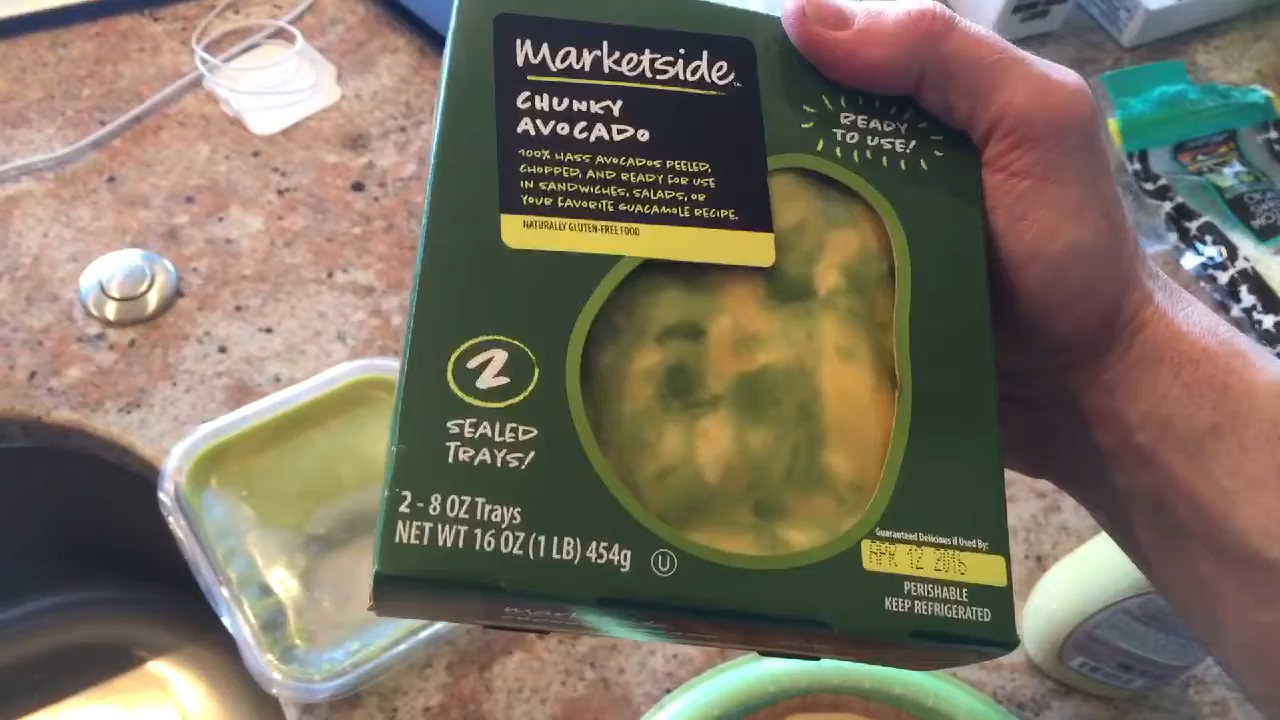 Marketside™
CHUNKY
AVOCADO
100% HASS AVOCADOS PEELED,
CHOPPED, AND READY FOR USE
IN SANDWICHES, SALADS, OR
YOUR FAVORITE GUACAMOLE RECIPE.
NATURALLY GLUTEN-FREE FOOD
READY
TO USE!
2
SEALED
TRAYS!
2 - 8 OZ Trays
NET WT 16 OZ (1 LB) 454g
U
Guaranteed Delicious if Used By:
APR 12 2016
PERISHABLE
KEEP REFRIGERATED
Marketside